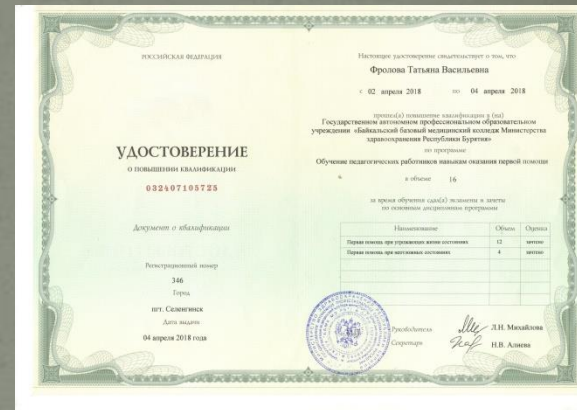 РОССИЙСКАЯ ФЕДЕРАЦИЯ
УДОСТОВЕРЕНИЕ
О ПОВЫШЕНИИ КВАЛИФИКАЦИИ
032407105725
Документ о квалификации
Регистрационный номер
346
Город
пгт. Селенгинск
Дата выдачи
04 апреля 2018 года
Настоящее удостоверение свидетельствует о том, что
Фролова Татьяна Васильевна
с 02 апреля 2018 по 04 апреля 2018
прошел(а) повышение квалификации в (на)
Государственном автономном профессиональном образовательном
учреждении «Байкальский базовый медицинский колледж Министерства
здравоохранения Республики Бурятия»
по программе
Обучение педагогических работников навыкам оказания первой помощи
в объеме 16
за время обучения сдал(а) экзамены и зачеты
по основным дисциплинам программы
Наименование Объем Оценка
Первая помощь при угрожающих жизни состояниях 12 зачтено
Первая помощь при неотложных состояниях 4 зачтено
Руководитель Л.Н. Михайлова
Секретарь Н.В. Алиева